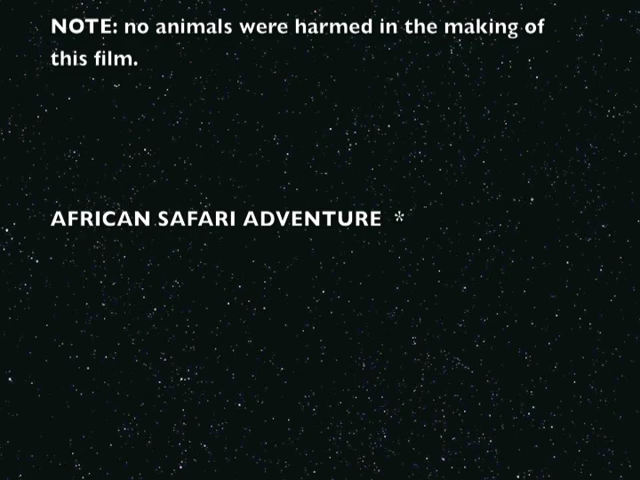 NOTE: no animals were harmed in the making of
this film.
AFRICAN SAFARI ADVENTURE *